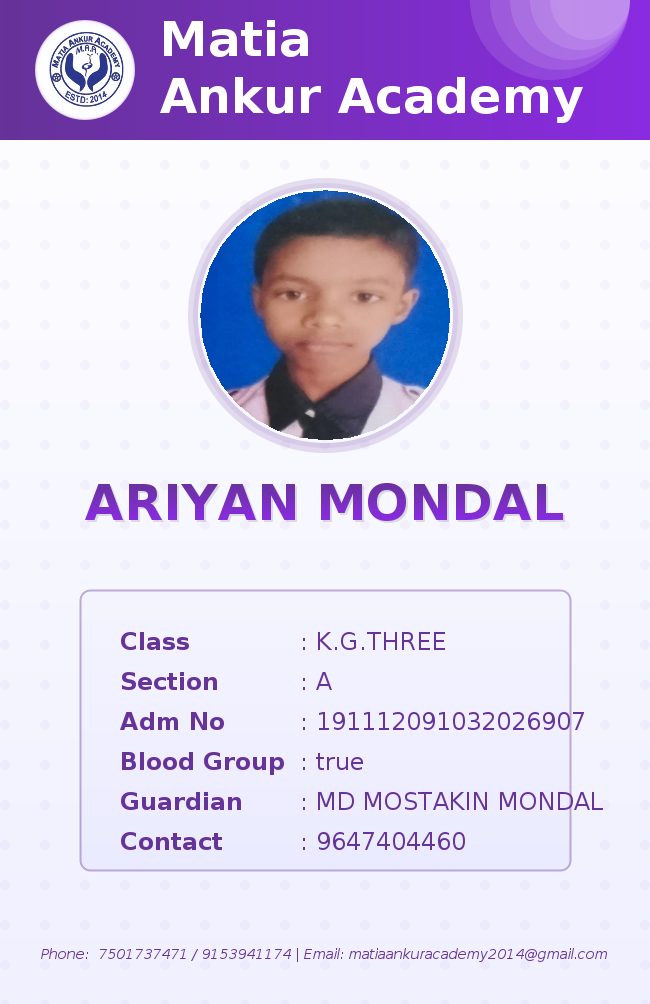 MATIA ANKUR ACADEMY
M.A.A
ESTD: 2014
Matia
Ankur Academy
ARIYAN MONDAL
Class : K.G.THREE
Section : A
Adm No : 191112091032026907
Blood Group : true
Guardian : MD MOSTAKIN MONDAL
Contact : 9647404460
Phone: 7501737471 / 9153941174 | Email: matiaankuracademy2014@gmail.com